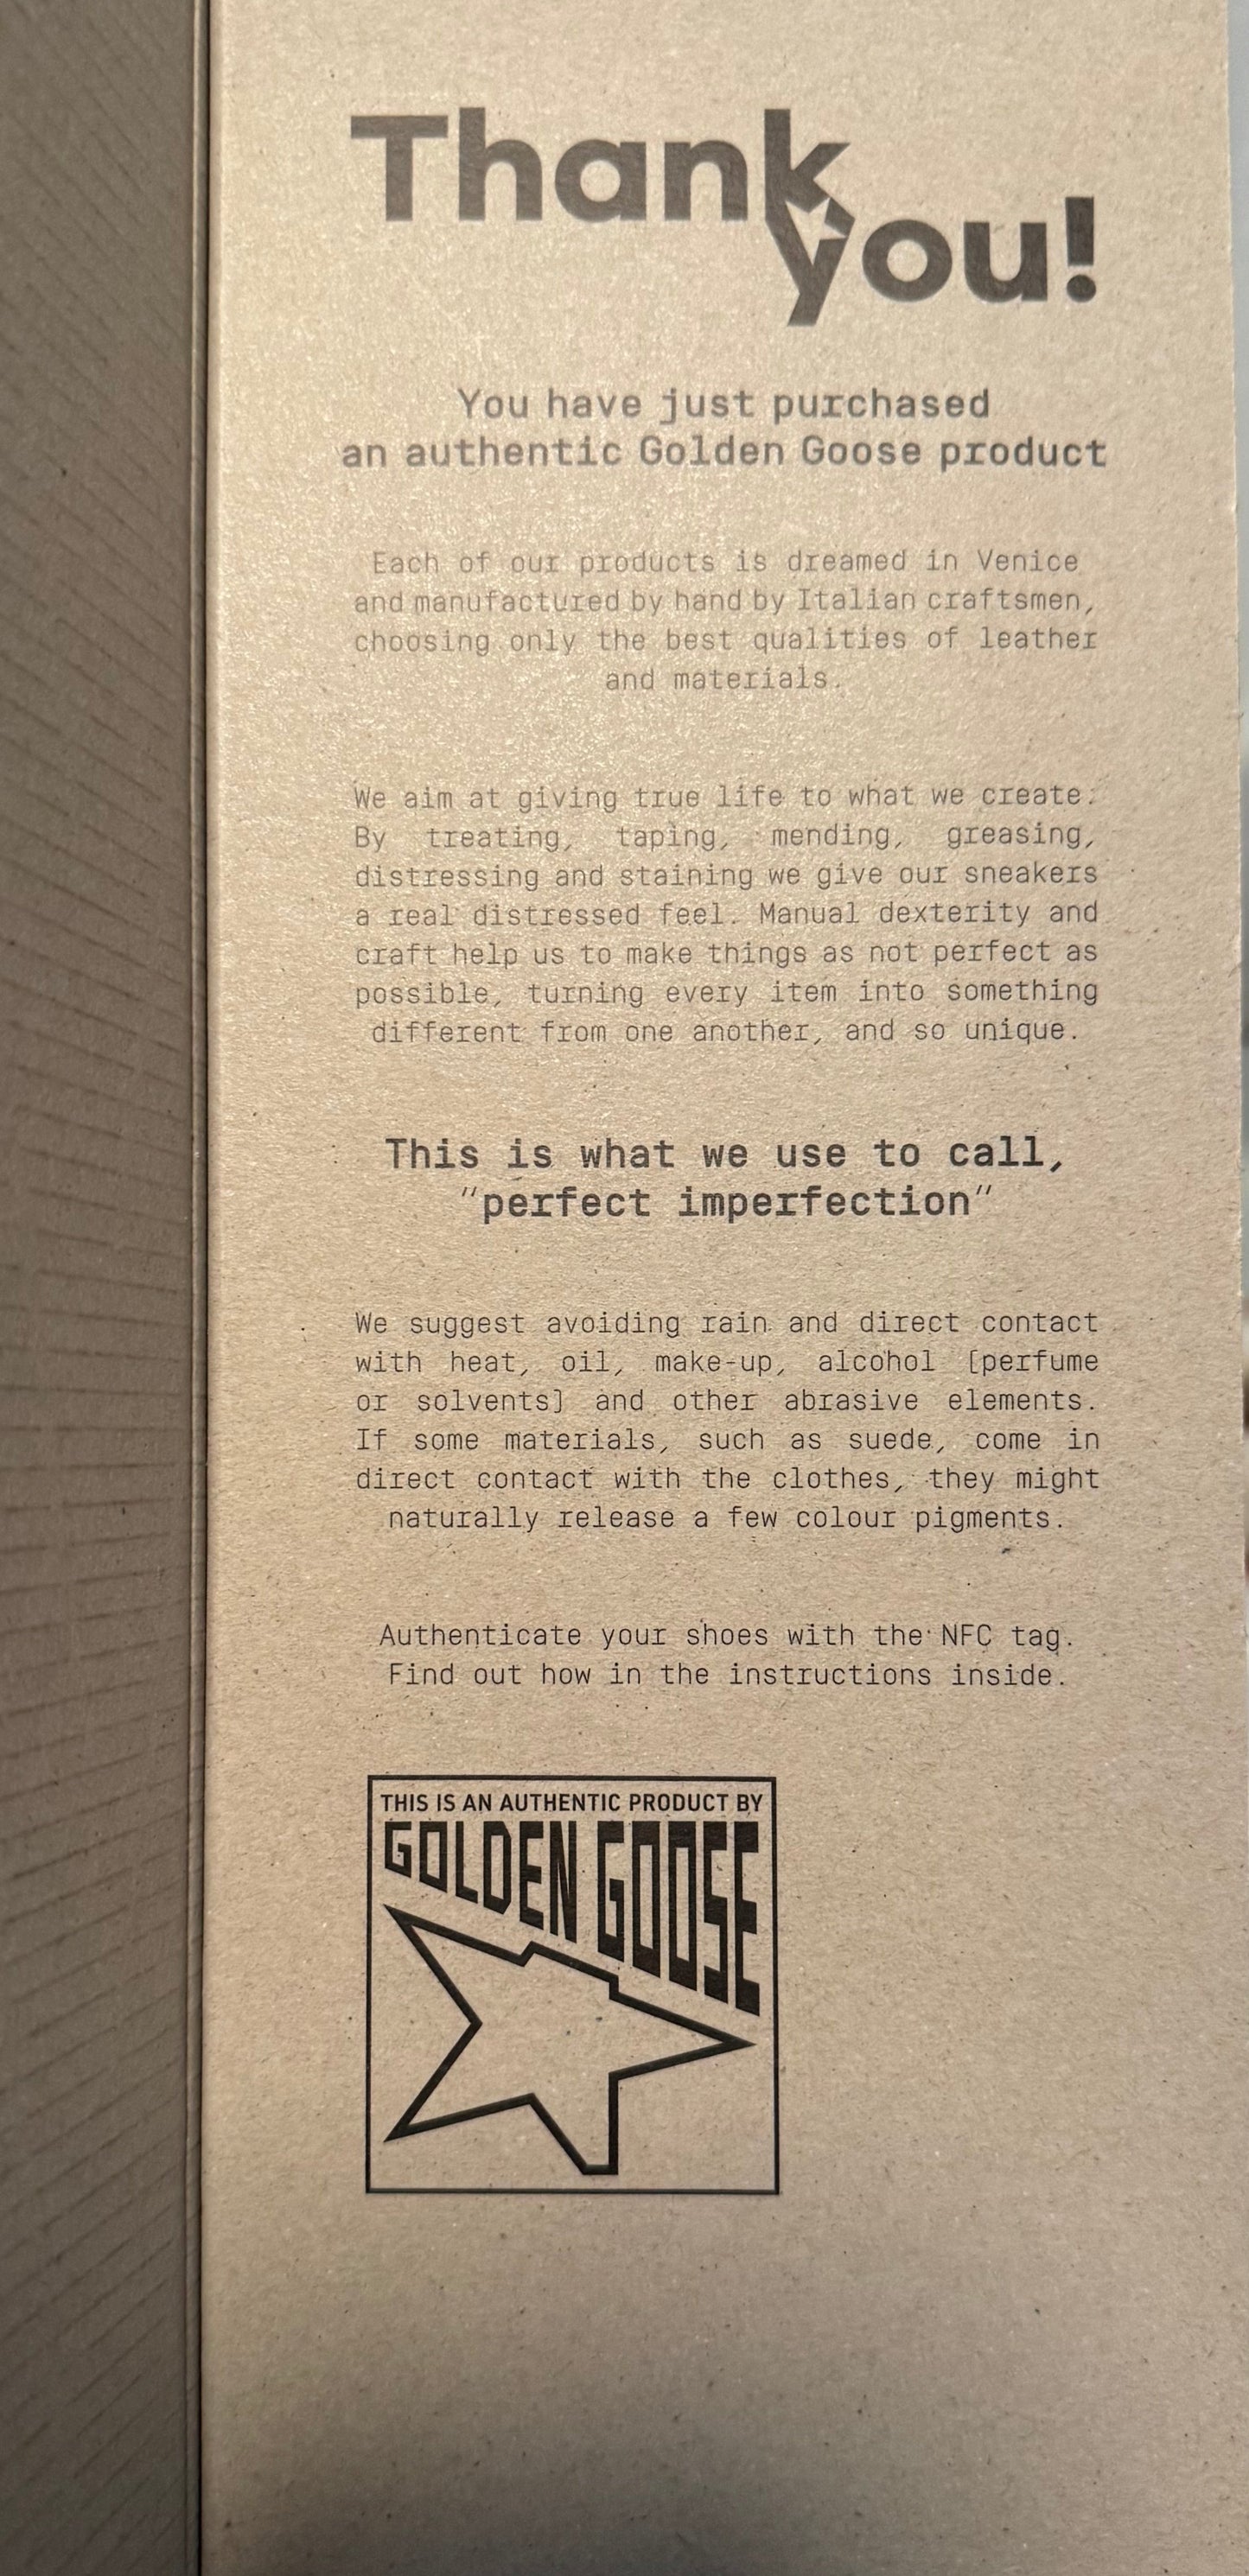 Thank
you!
You have just purchased
an authentic Golden Goose product
Each of our products is dreamed in Venice
and manufactured by hand by Italian craftsmen,
choosing only the best qualities of leather
and materials.
We aim at giving true life to what we create.
By treating, taping, mending, greasing,
distressing and staining we give our sneakers
a real distressed feel. Manual dexterity and
craft help us to make things as not perfect as
possible, turning every item into something
different from one another, and so unique.
This is what we use to call,
"perfect imperfection"
We suggest avoiding rain and direct contact
with heat, oil, make-up, alcohol [perfume
or solvents] and other abrasive elements.
If some materials, such as suede, come in
direct contact with the clothes, they might
naturally release a few colour pigments.
Authenticate your shoes with the NFC tag.
Find out how in the instructions inside.
THIS IS AN AUTHENTIC PRODUCT BY
GOLDEN GOOSE